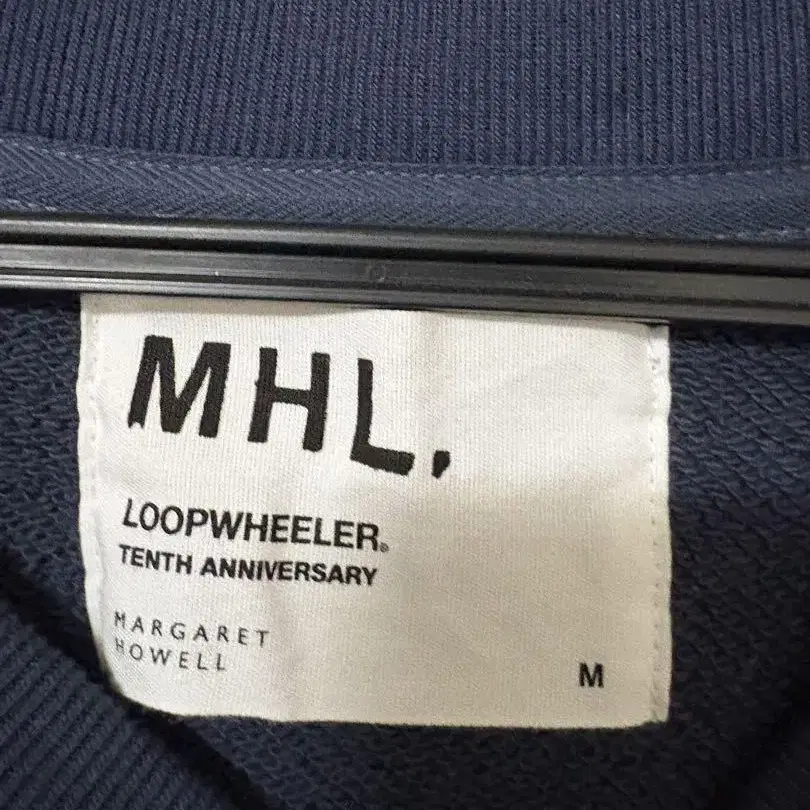 MHL.
LOOPWHEELER®
TENTH ANNIVERSARY
MARGARET
HOWELL
M